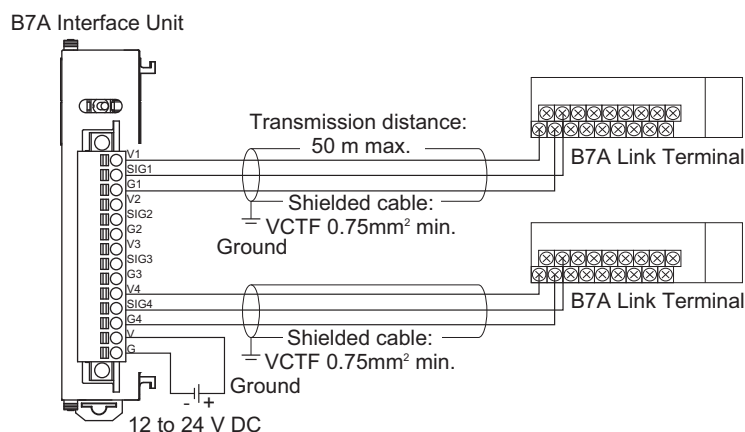 B7A Interface Unit
Transmission distance:
50 m max.
B7A Link Terminal
V1
SIG1
G1
V2
SIG2
G2
V3
SIG3
G3
V4
SIG4
G4
V
G
Shielded cable:
VCTF 0.75mm² min.
Ground
B7A Link Terminal
Shielded cable:
VCTF 0.75mm² min.
Ground
- +
12 to 24 V DC